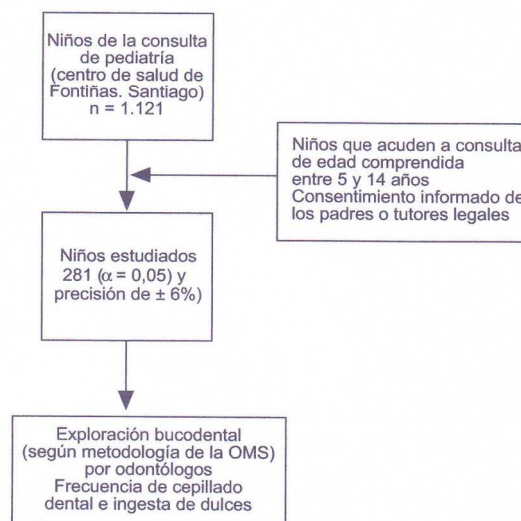 Niños de la consulta
de pediatría
(centro de salud de
Fontiñas. Santiago)
n = 1.121
Niños que acuden a consulta
de edad comprendida
entre 5 y 14 años
Consentimiento informado de
los padres o tutores legales
Niños estudiados
281 (α = 0,05) y
precisión de ± 6%)
Exploración bucodental
(según metodología de la OMS)
por odontólogos
Frecuencia de cepillado
dental e ingesta de dulces